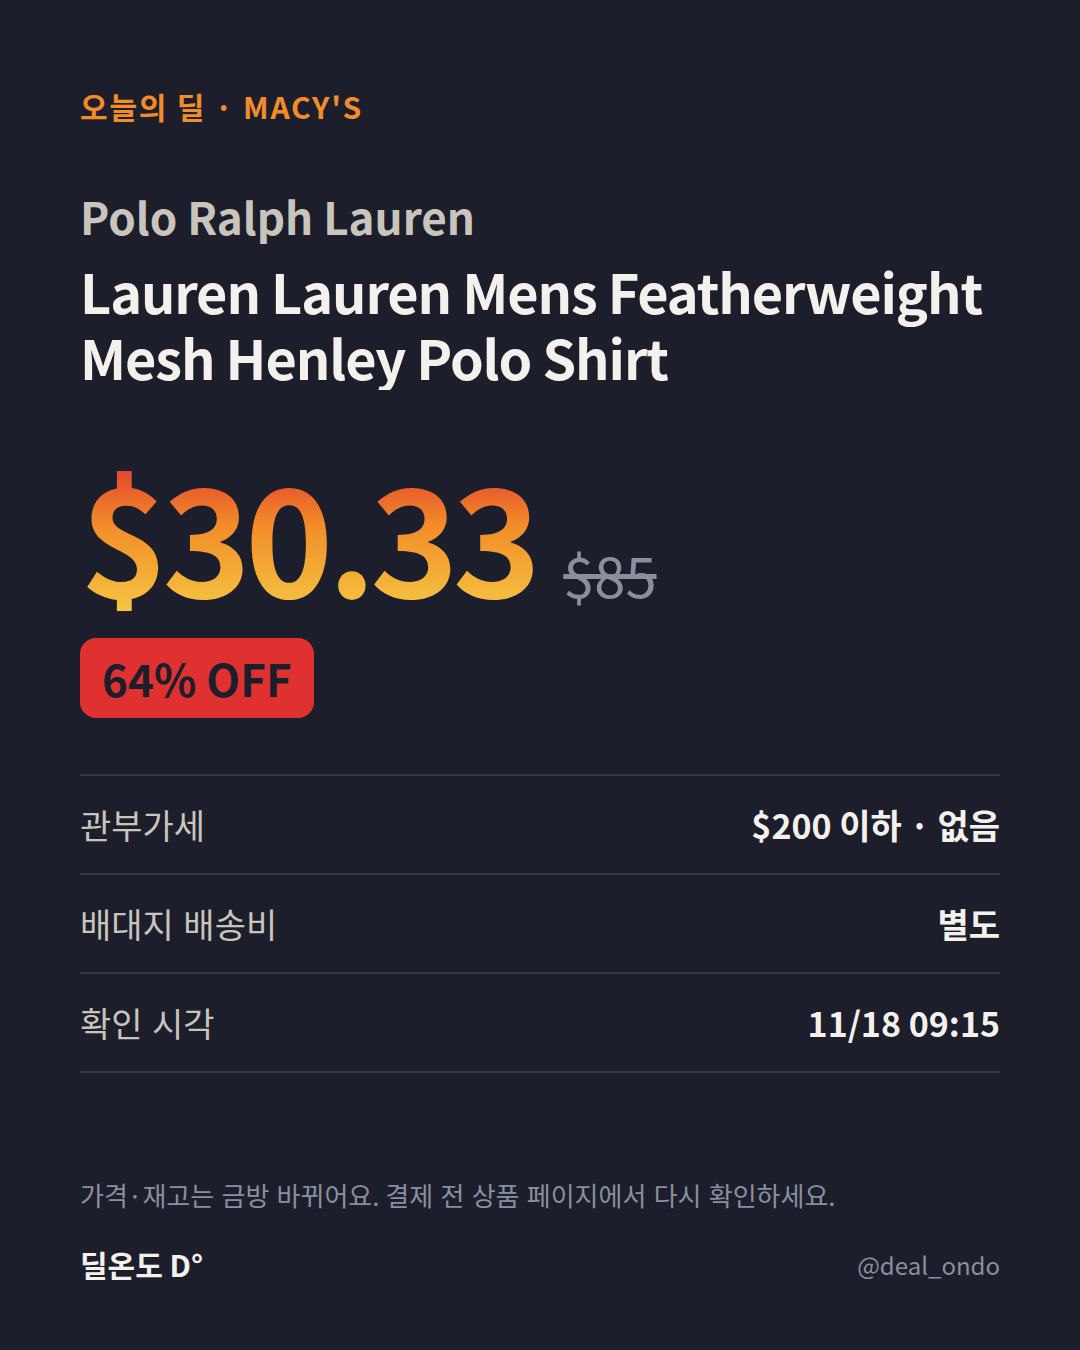 오늘의 딜 · MACY'S
Polo Ralph Lauren
Lauren Lauren Mens Featherweight
Mesh Henley Polo Shirt
$30.33 $85
64% OFF
관부가세 $200 이하 · 없음
배대지 배송비 별도
확인 시각 11/18 09:15
가격·재고는 금방 바뀌어요. 결제 전 상품 페이지에서 다시 확인하세요.
딜온도 D° @deal_ondo